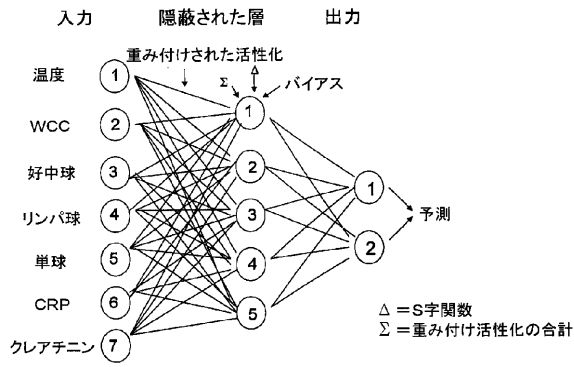 入力 隠蔽された層 出力
重み付けされた活性化
Σ Δ バイアス
温度 1
WCC 2
好中球 3
リンパ球 4
単球 5
CRP 6
クレアチニン 7
1
2
3
4
5
1
2
予測
Δ＝S字関数
Σ＝重み付け活性化の合計